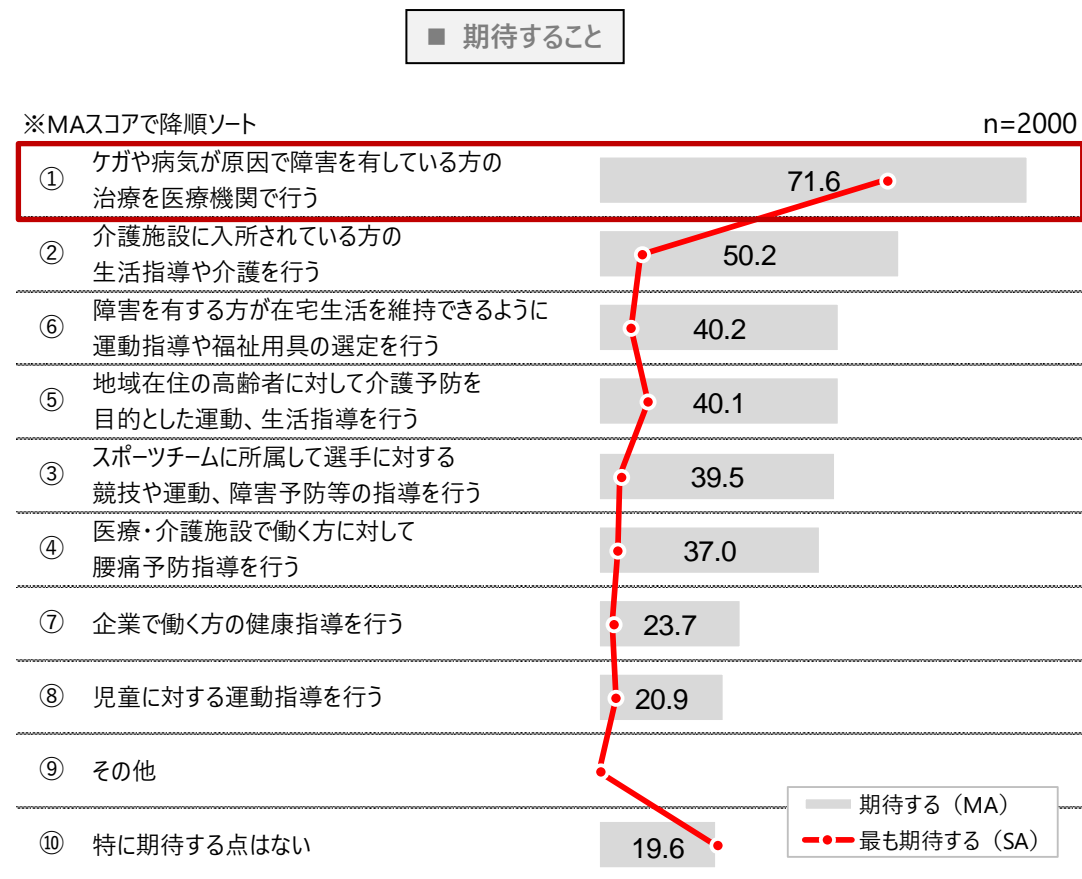 ■ 期待すること
※MAスコアで降順ソート
n=2000
① ケガや病気が原因で障害を有している方の
治療を医療機関で行う
71.6
② 介護施設に入所されている方の
生活指導や介護を行う
50.2
⑥ 障害を有する方が在宅生活を維持できるように
運動指導や福祉用具の選定を行う
40.2
⑤ 地域在住の高齢者に対して介護予防を
目的とした運動、生活指導を行う
40.1
③ スポーツチームに所属して選手に対する
競技や運動、障害予防等の指導を行う
39.5
④ 医療・介護施設で働く方に対して
腰痛予防指導を行う
37.0
⑦ 企業で働く方の健康指導を行う
23.7
⑧ 児童に対する運動指導を行う
20.9
⑨ その他
⑩ 特に期待する点はない
19.6
期待する（MA）
最も期待する（SA）